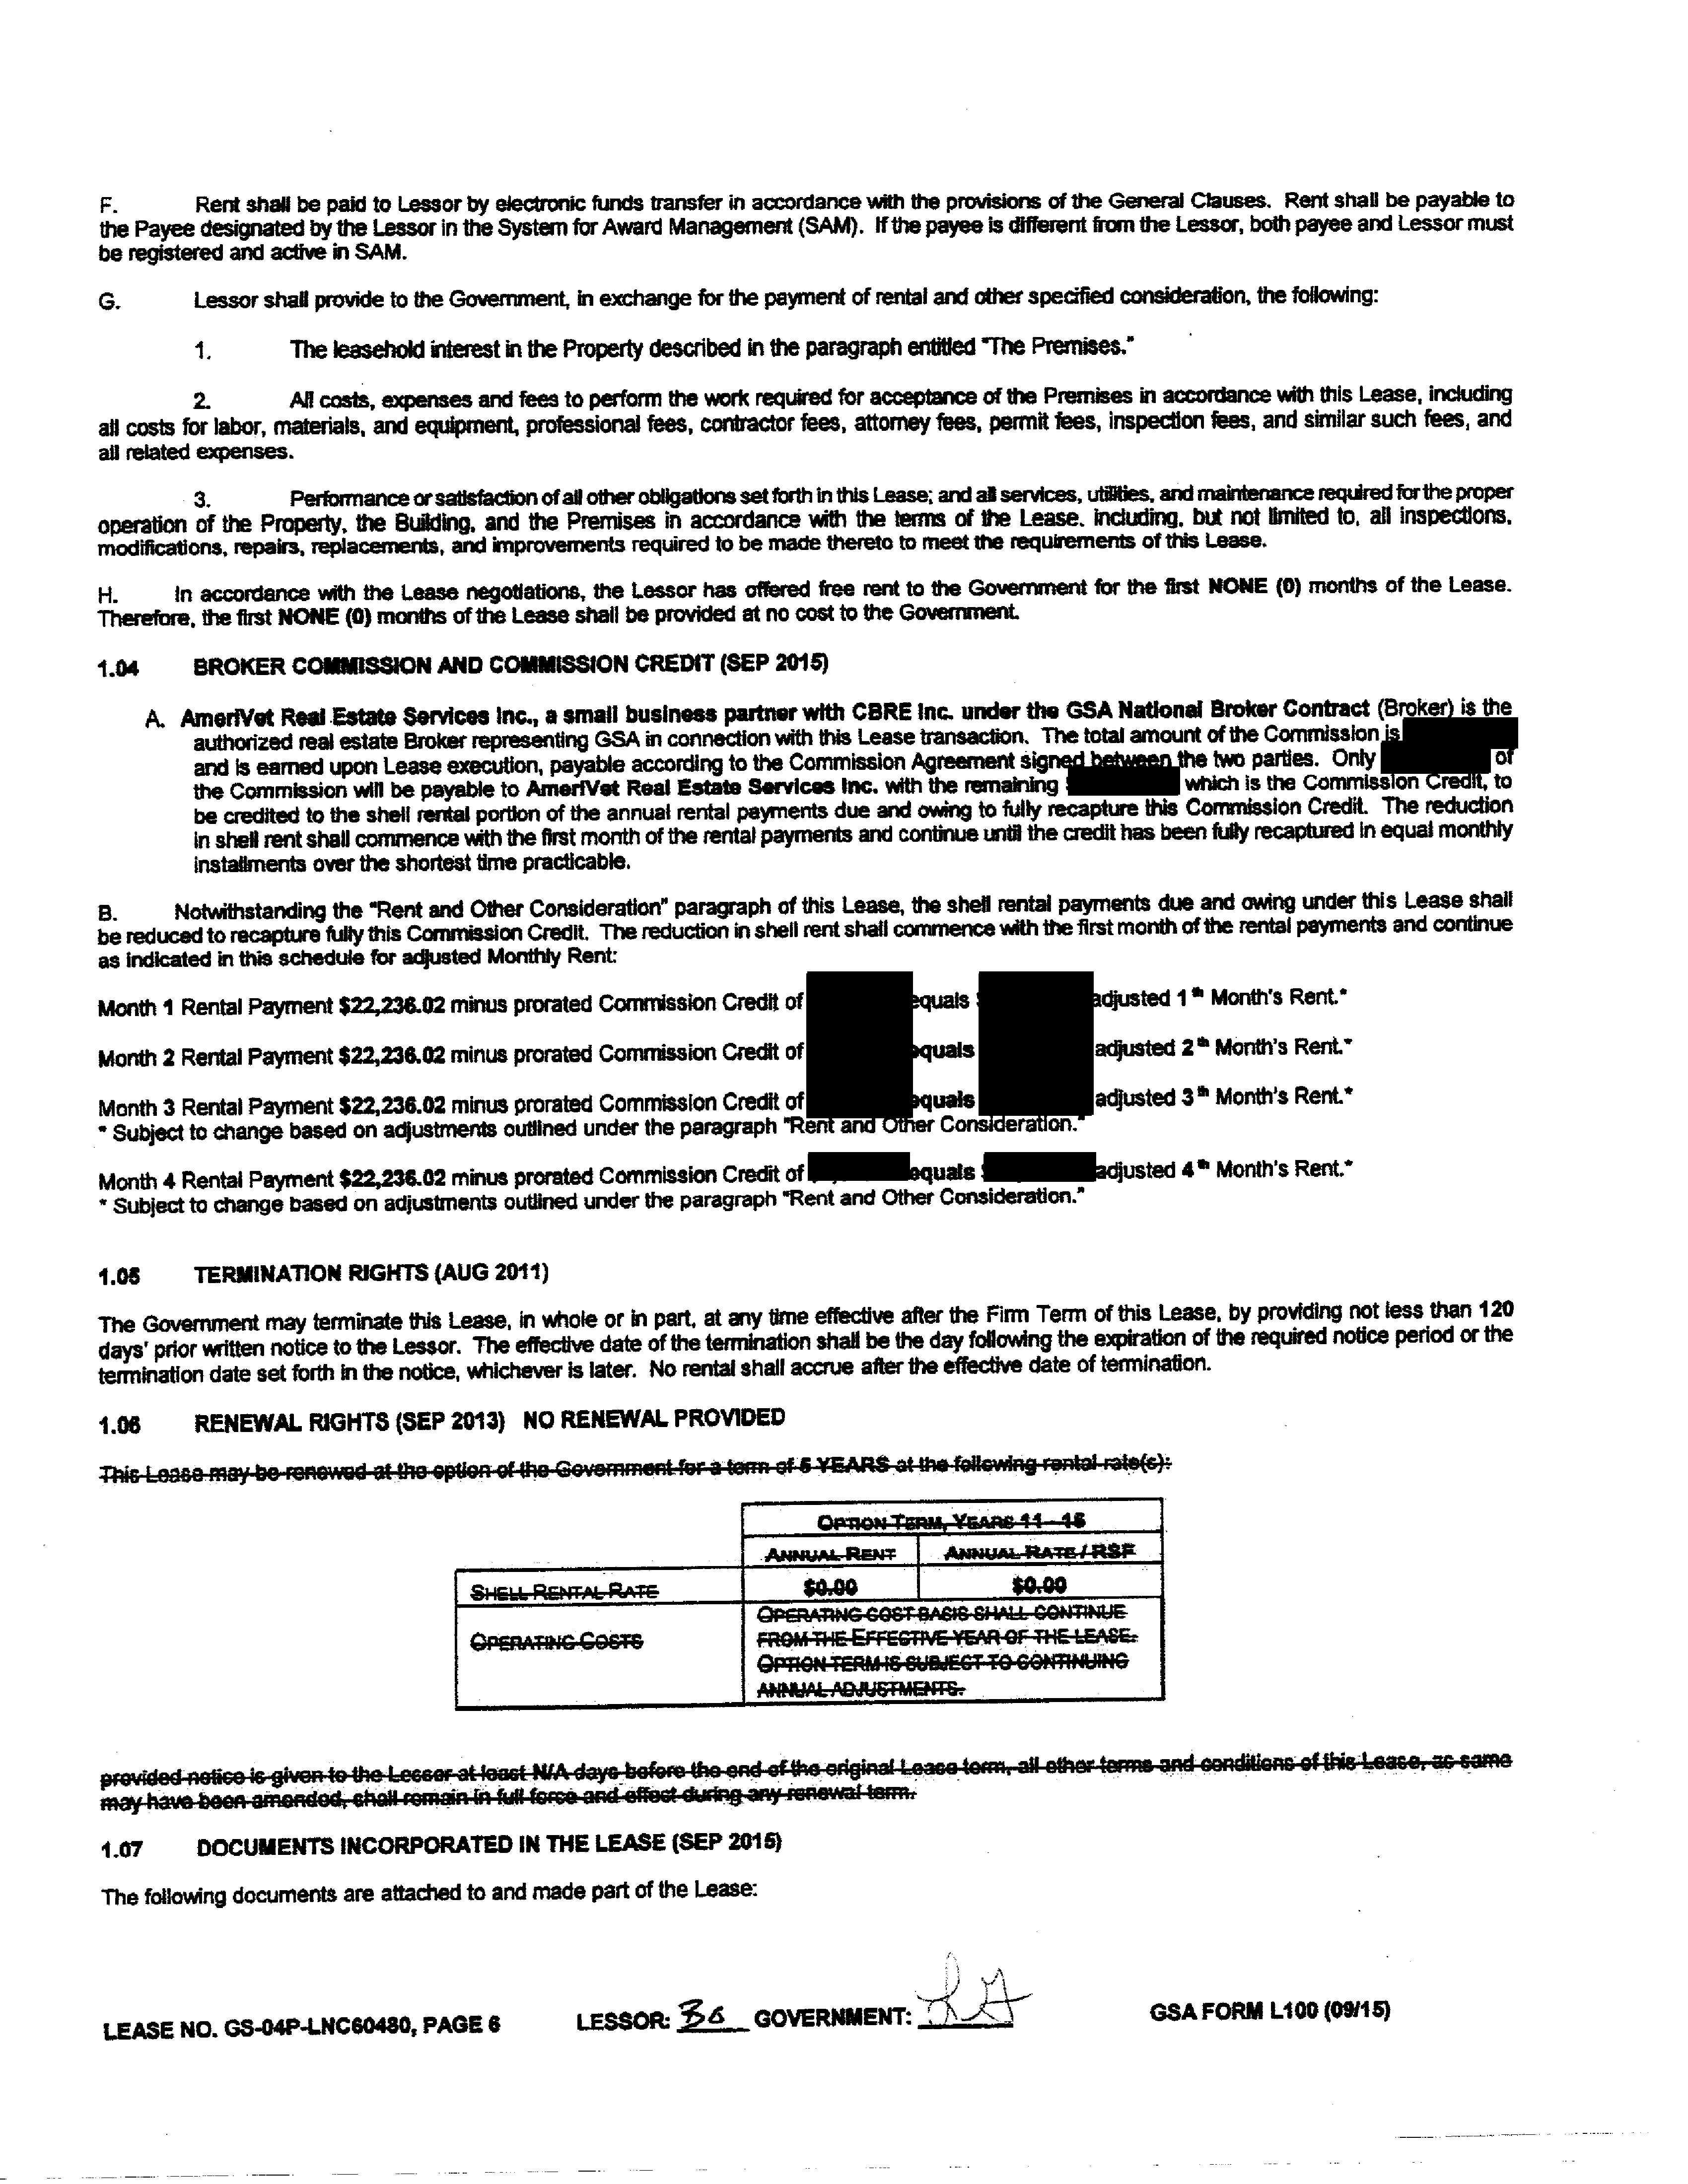 F. Rent shall be paid to Lessor by electronic funds transfer in accordance with the provisions of the General Clauses. Rent shall be payable to
the Payee designated by the Lessor in the System for Award Management (SAM). If the payee is different from the Lessor, both payee and Lessor must
be registered and active in SAM.
G. Lessor shall provide to the Government, in exchange for the payment of rental and other specified consideration, the following:
1. The leasehold interest in the Property described in the paragraph entitled "The Premises."
2. All costs, expenses and fees to perform the work required for acceptance of the Premises in accordance with this Lease, including
all costs for labor, materials, and equipment, professional fees, contractor fees, attorney fees, permit fees, inspection fees, and similar such fees, and
all related expenses.
3. Performance or satisfaction of all other obligations set forth in this Lease; and all services, utilities, and maintenance required for the proper
operation of the Property, the Building, and the Premises in accordance with the terms of the Lease, including, but not limited to, all inspections,
modifications, repairs, replacements, and improvements required to be made thereto to meet the requirements of this Lease.
H. In accordance with the Lease negotiations, the Lessor has offered free rent to the Government for the first NONE (0) months of the Lease.
Therefore, the first NONE (0) months of the Lease shall be provided at no cost to the Government.
1.04 BROKER COMMISSION AND COMMISSION CREDIT (SEP 2015)
A. AmeriVet Real Estate Services Inc., a small business partner with CBRE Inc. under the GSA National Broker Contract (Broker) is the
authorized real estate Broker representing GSA in connection with this Lease transaction. The total amount of the Commission is
and is earned upon Lease execution, payable according to the Commission Agreement signed between the two parties. Only of
the Commission will be payable to AmeriVet Real Estate Services Inc. with the remaining which is the Commission Credit, to
be credited to the shell rental portion of the annual rental payments due and owing to fully recapture this Commission Credit. The reduction
in shell rent shall commence with the first month of the rental payments and continue until the credit has been fully recaptured in equal monthly
installments over the shortest time practicable.
B. Notwithstanding the "Rent and Other Consideration" paragraph of this Lease, the shell rental payments due and owing under this Lease shall
be reduced to recapture fully this Commission Credit. The reduction in shell rent shall commence with the first month of the rental payments and continue
as indicated in this schedule for adjusted Monthly Rent:
Month 1 Rental Payment $22,236.02 minus prorated Commission Credit of equals adjusted 1th Month's Rent.*
Month 2 Rental Payment $22,236.02 minus prorated Commission Credit of equals adjusted 2th Month's Rent.*
Month 3 Rental Payment $22,236.02 minus prorated Commission Credit of equals adjusted 3th Month's Rent.*
* Subject to change based on adjustments outlined under the paragraph "Rent and Other Consideration."
Month 4 Rental Payment $22,236.02 minus prorated Commission Credit of equals adjusted 4th Month's Rent.*
* Subject to change based on adjustments outlined under the paragraph "Rent and Other Consideration."
1.05 TERMINATION RIGHTS (AUG 2011)
The Government may terminate this Lease, in whole or in part, at any time effective after the Firm Term of this Lease, by providing not less than 120
days' prior written notice to the Lessor. The effective date of the termination shall be the day following the expiration of the required notice period or the
termination date set forth in the notice, whichever is later. No rental shall accrue after the effective date of termination.
1.06 RENEWAL RIGHTS (SEP 2013) NO RENEWAL PROVIDED
This Lease may be renewed at the option of the Government for a term of 5 YEARS at the following rental rate(s):
OPTION TERM, YEARS 11 - 15
ANNUAL RENT ANNUAL RATE / RSF
SHELL RENTAL RATE $0.00 $0.00
OPERATING COSTS
OPERATING COST BASIS SHALL CONTINUE
FROM THE EFFECTIVE YEAR OF THE LEASE.
OPTION TERM IS SUBJECT TO CONTINUING
ANNUAL ADJUSTMENTS.
provided notice is given to the Lessor at least N/A days before the end of the original Lease term, all other terms and conditions of this Lease, as same
may have been amended, shall remain in full force and effect during any renewal term.
1.07 DOCUMENTS INCORPORATED IN THE LEASE (SEP 2015)
The following documents are attached to and made part of the Lease:
LEASE NO. GS-04P-LNC60480, PAGE 6 LESSOR: GOVERNMENT: GSA FORM L100 (09/15)